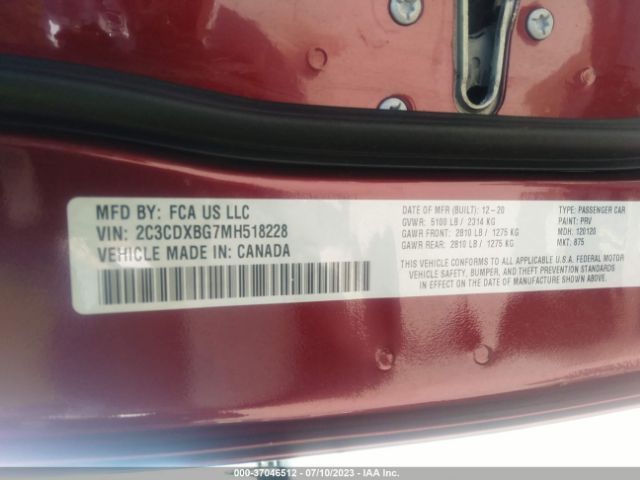 MFD BY: FCA US LLC
VIN: 2C3CDXBG7MH518228
VEHICLE MADE IN: CANADA
DATE OF MFR (BUILT): 12-20
GVWR: 5100 LB / 2314 KG
GAWR FRONT: 2810 LB / 1275 KG
GAWR REAR: 2810 LB / 1275 KG
TYPE: PASSENGER CAR
PAINT: PRV
MDH: 120120
MKT: 875
THIS VEHICLE CONFORMS TO ALL APPLICABLE U.S.A. FEDERAL MOTOR
VEHICLE SAFETY, BUMPER, AND THEFT PREVENTION STANDARDS
IN EFFECT ON THE DATE OF MANUFACTURE SHOWN ABOVE.
000-37046512 - 07/10/2023 - IAA Inc.